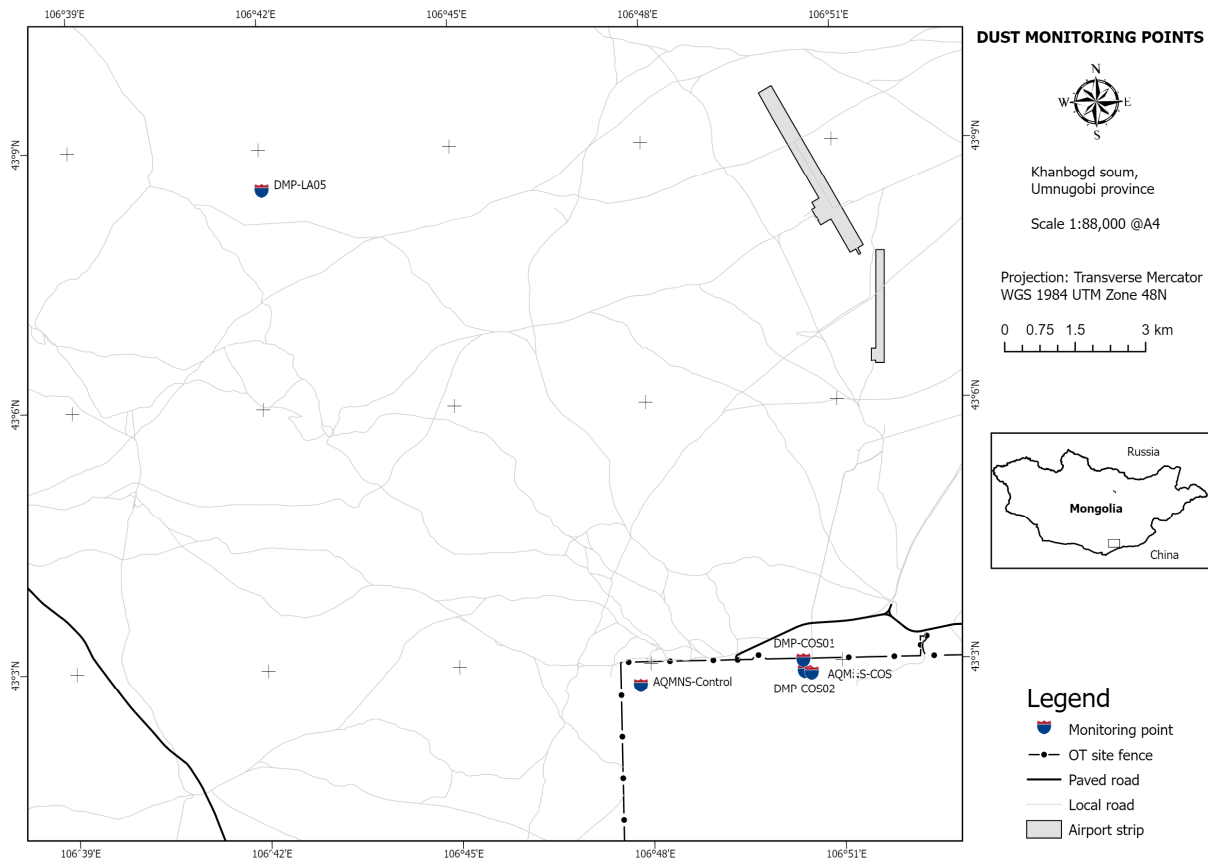 106°39'E
106°42'E
106°45'E
106°48'E
106°51'E
DUST MONITORING POINTS
N
W
E
S
43°9'N
43°9'N
DMP-LA05
Khanbogd soum,
Umnugobi province
Scale 1:88,000 @A4
Projection: Transverse Mercator
WGS 1984 UTM Zone 48N
0 0.75 1.5 3 km
43°6'N
43°6'N
Russia
Mongolia
China
DMP-COS01
43°3'N
43°3'N
AQMNS-Control
AQMNS-COS
DMP COS02
Legend
Monitoring point
OT site fence
Paved road
Local road
Airport strip
106°39'E
106°42'E
106°45'E
106°48'E
106°51'E